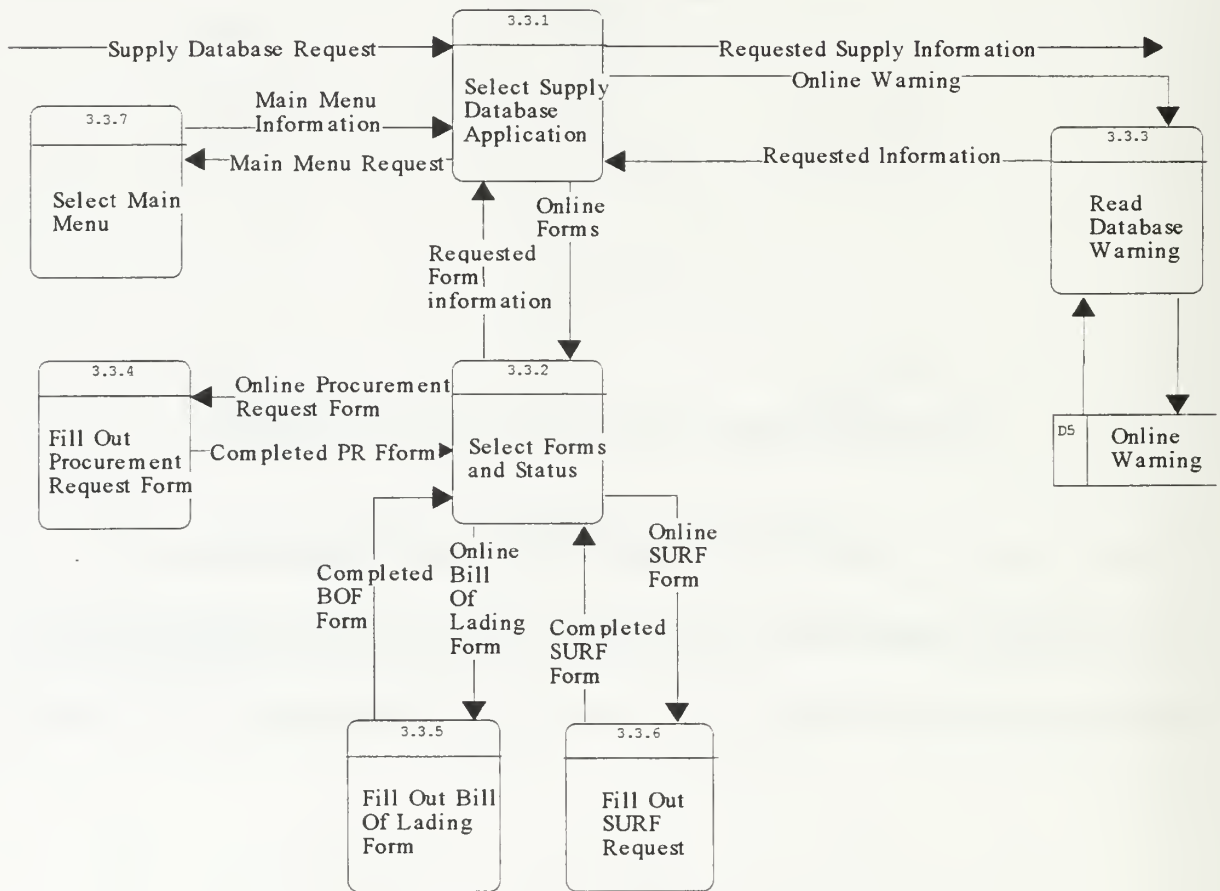 3.3.1
Supply Database Request
Requested Supply Information
Select Supply
Database
Application
Online Warning
Main Menu
Information
3.3.7
3.3.3
Main Menu Request
Requested Information
Select Main
Menu
Read
Database
Warning
Online
Forms
Requested
Form
information
3.3.4
3.3.2
Online Procurement
Request Form
Fill Out
Procurement
Request Form
Completed PR Fform
Select Forms
and Status
D5
Online
Warning
Completed
BOF
Form
Online
Bill
Of
Lading
Form
Completed
SURF
Form
Online
SURF
Form
3.3.5
3.3.6
Fill Out Bill
Of Lading
Form
Fill Out
SURF
Request